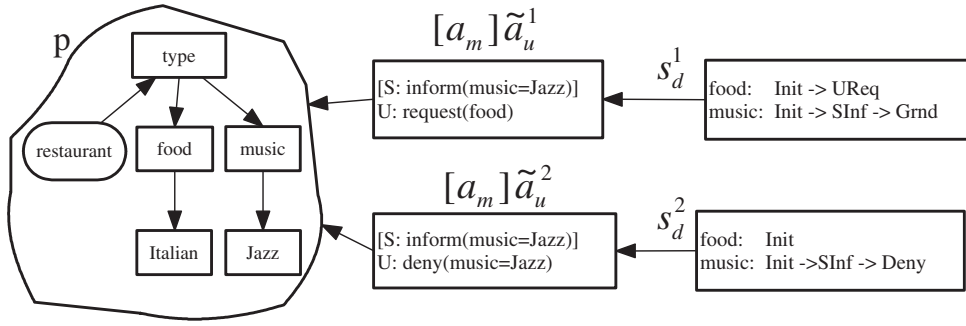 p
type
restaurant
food
music
Italian
Jazz
[a_m] ã_u^1
[S: inform(music=Jazz)]
U: request(food)
s_d^1
food: Init -> UReq
music: Init -> SInf -> Grnd
[a_m] ã_u^2
[S: inform(music=Jazz)]
U: deny(music=Jazz)
s_d^2
food: Init
music: Init ->SInf -> Deny